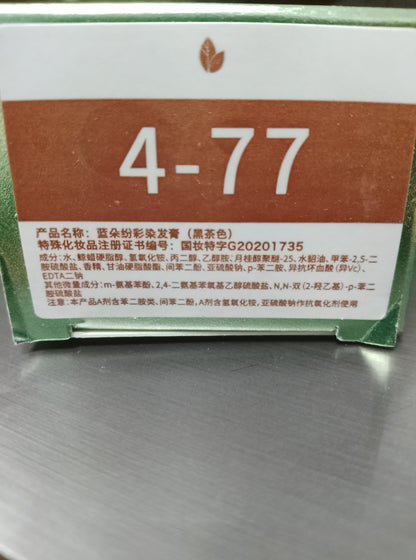 4-77
产品名称：蓝朵纷彩染发膏（黑茶色）
特殊化妆品注册证书编号：国妆特字G20201735
成分：水、鲸蜡硬脂醇、氢氧化铵、丙二醇、乙醇胺、月桂醇聚醚-25、水貂油、甲苯-2,5-二
胺硫酸盐、香精、甘油硬脂酸酯、间苯二酚、亚硫酸钠、p-苯二胺、异抗坏血酸(异Vc)、
EDTA二钠
其他微量成分：m-氨基苯酚、2,4-二氨基苯氧基乙醇硫酸盐、N,N-双(2-羟乙基)-p-苯二
胺硫酸盐
注意：本产品A剂含苯二胺类、间苯二酚，A剂含氢氧化铵，亚硫酸钠作抗氧化剂使用